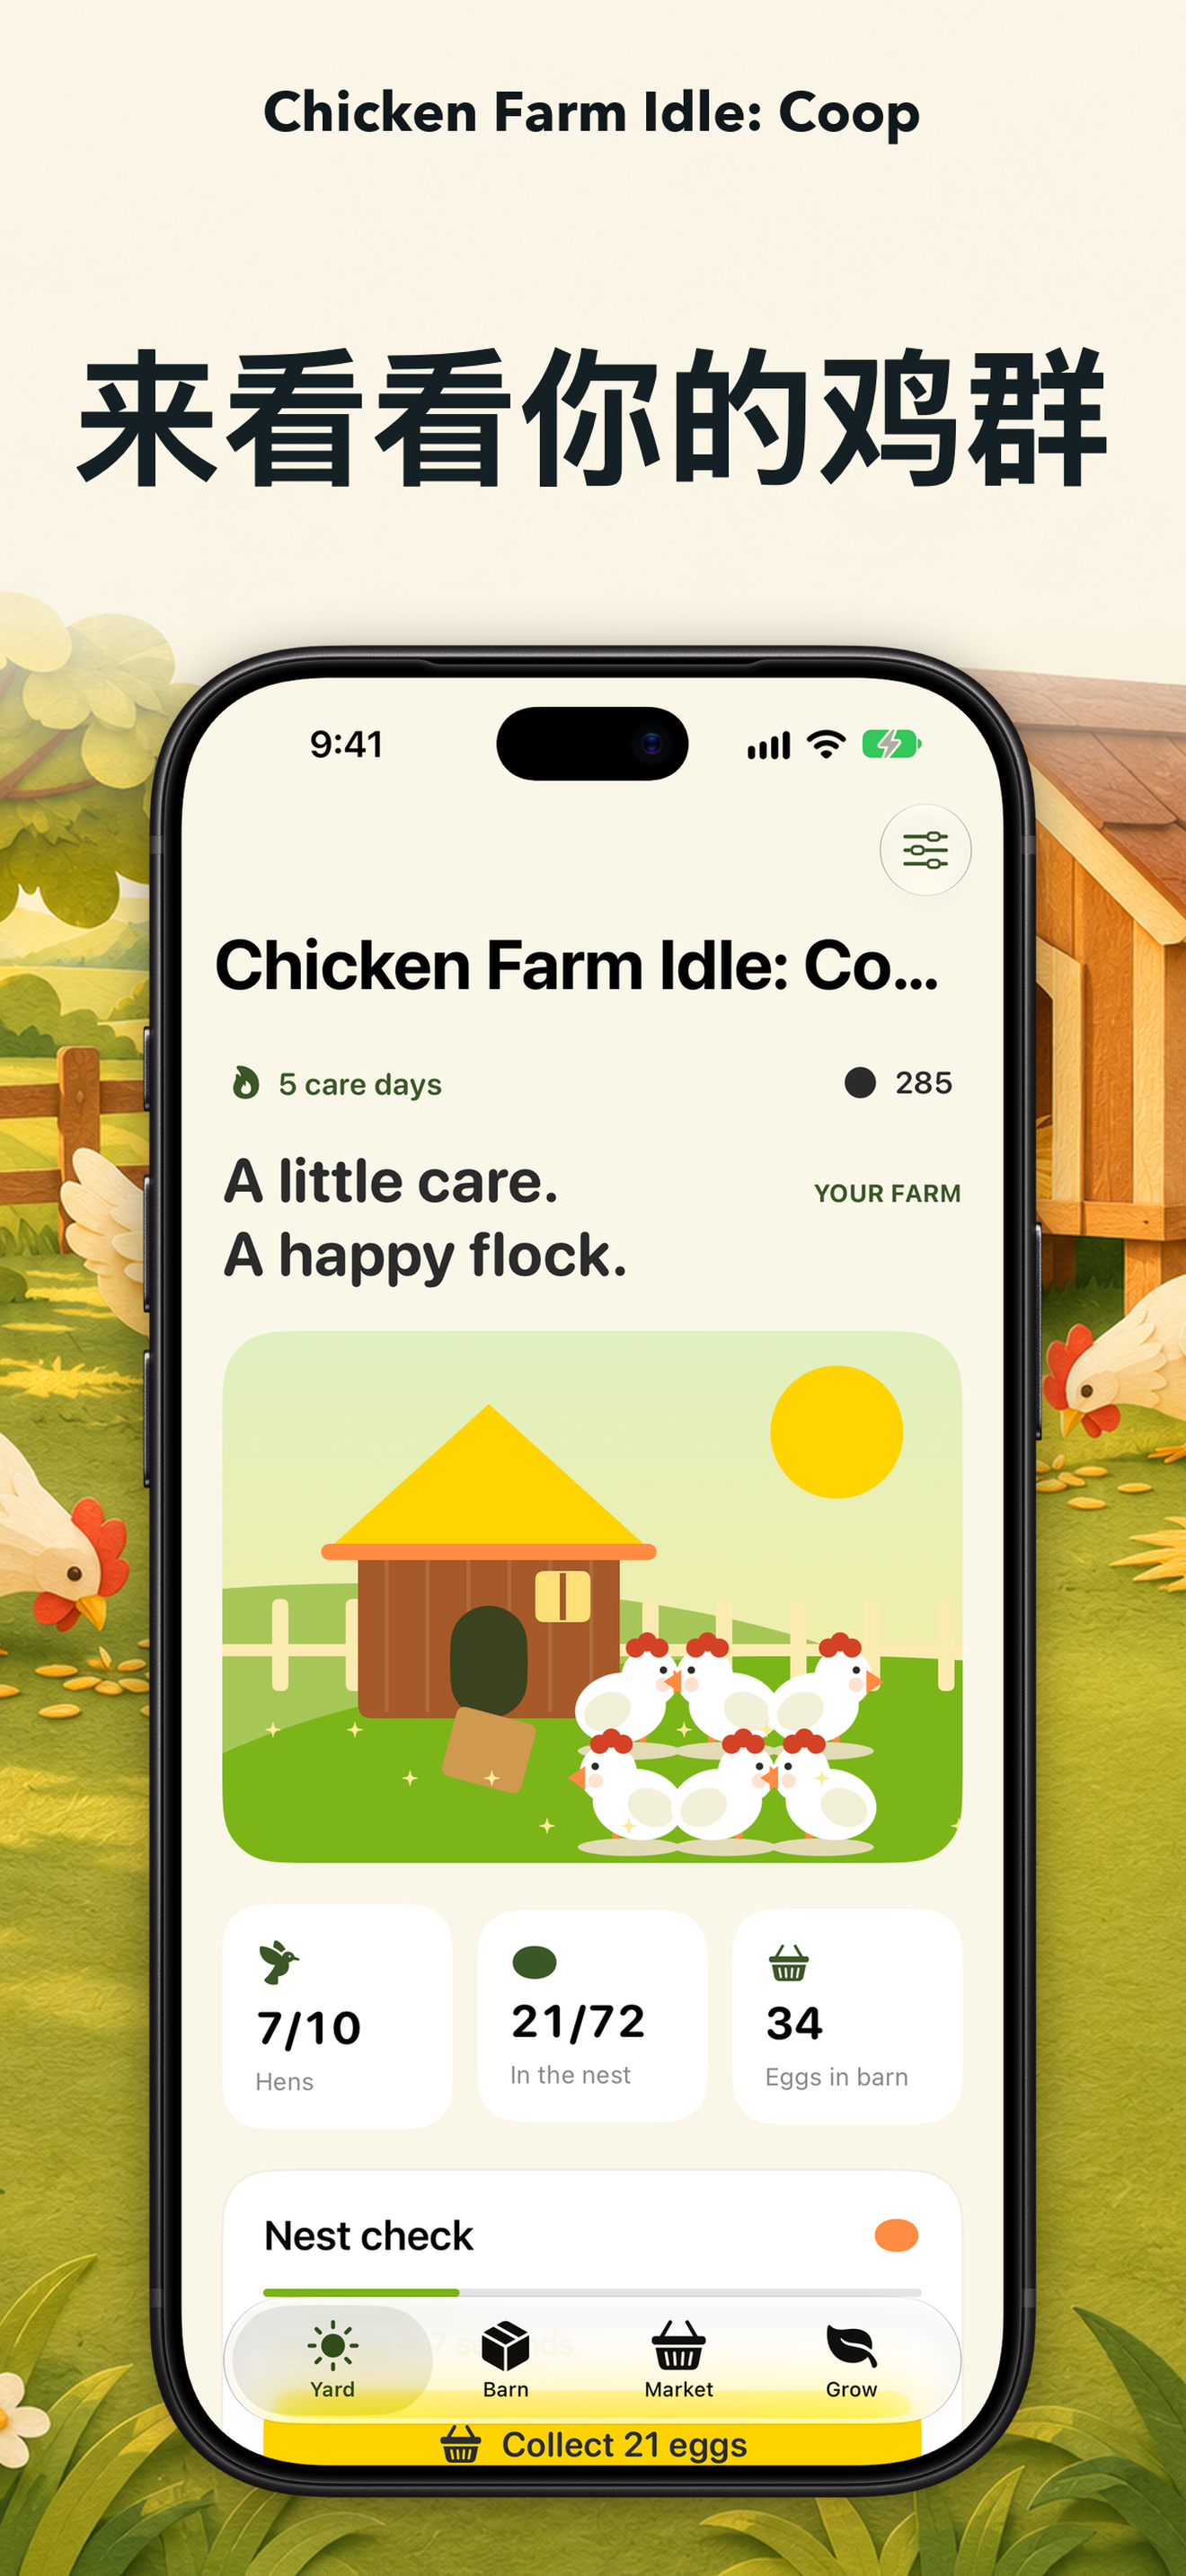 Chicken Farm Idle: Coop
来看看你的鸡群
9:41
Chicken Farm Idle: Co...
5 care days
285
A little care.
A happy flock.
YOUR FARM
7/10
Hens
21/72
In the nest
34
Eggs in barn
Nest check
Yard
Barn
Market
Grow
Collect 21 eggs